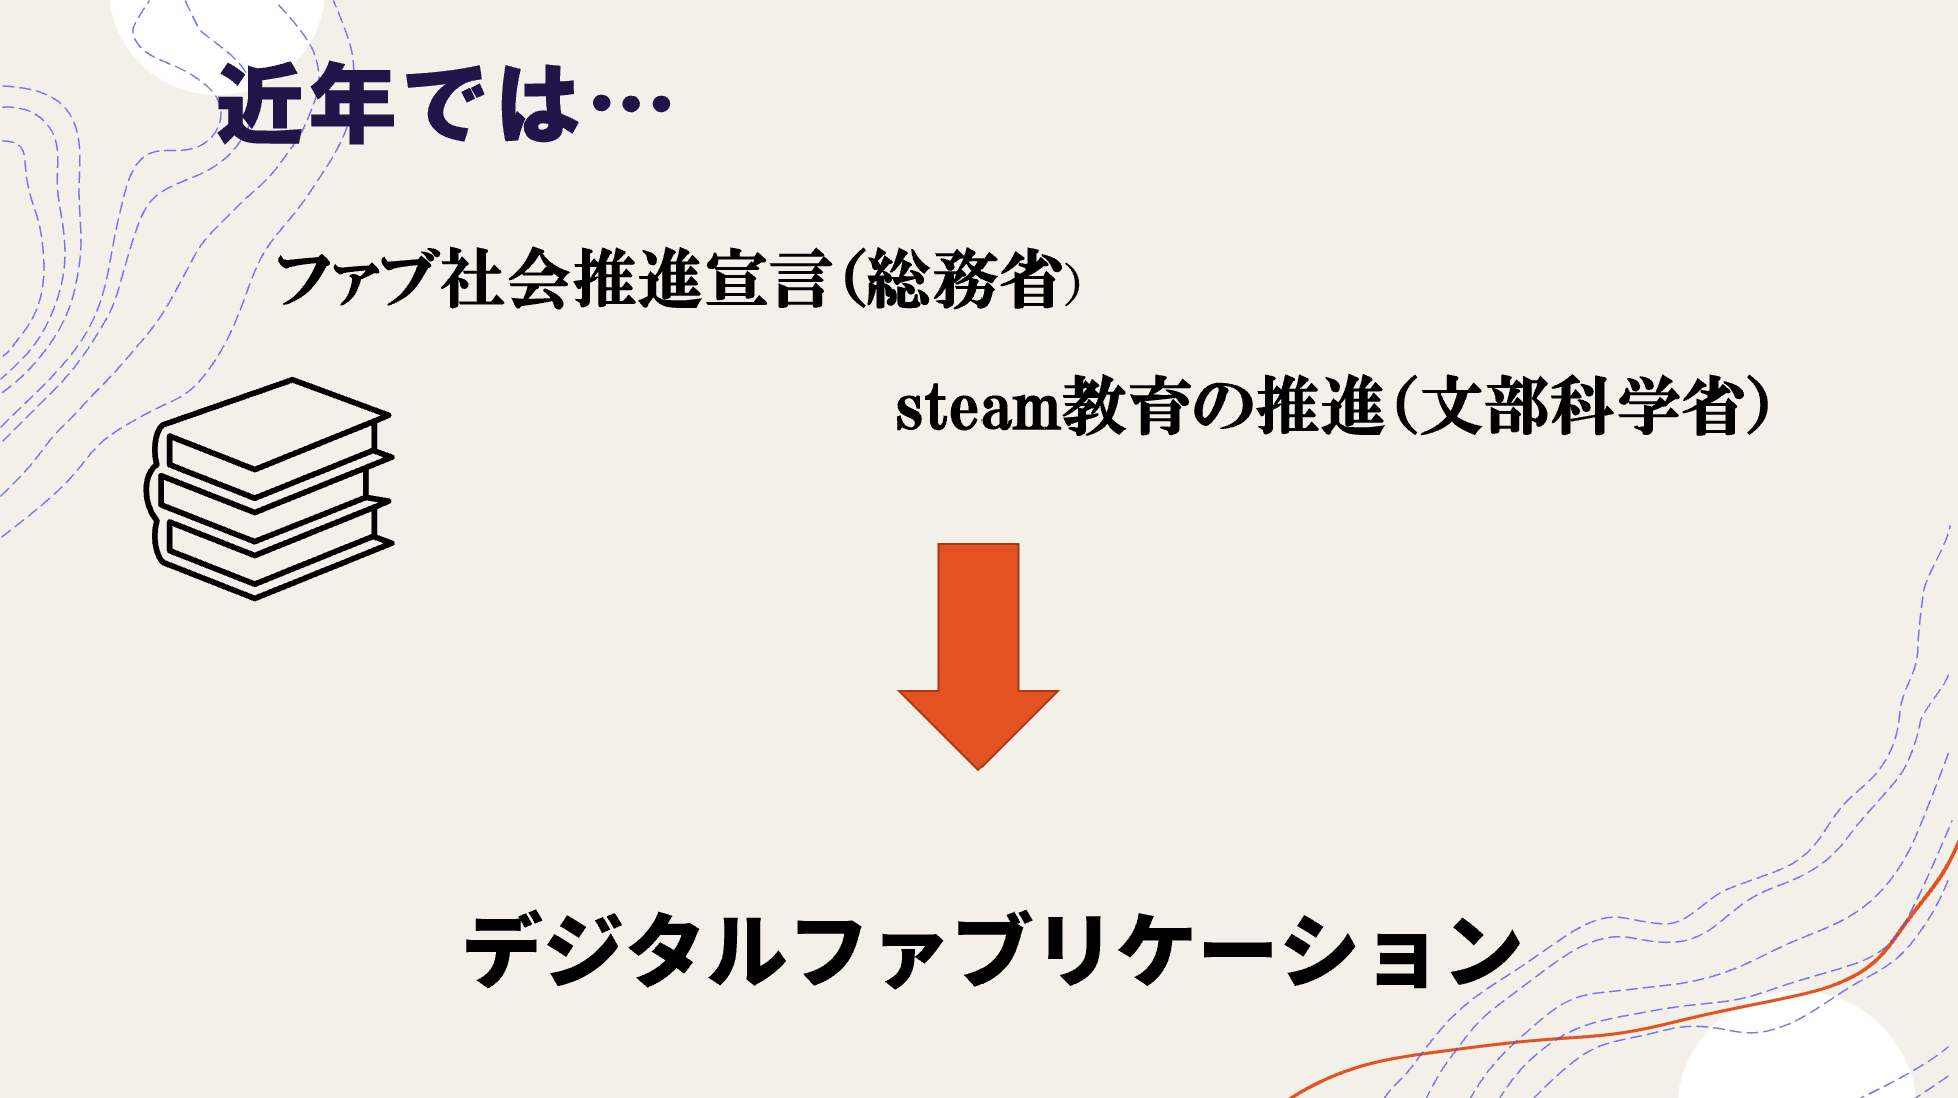 近年では…
ファブ社会推進宣言（総務省）
steam教育の推進（文部科学省）
デジタルファブリケーション